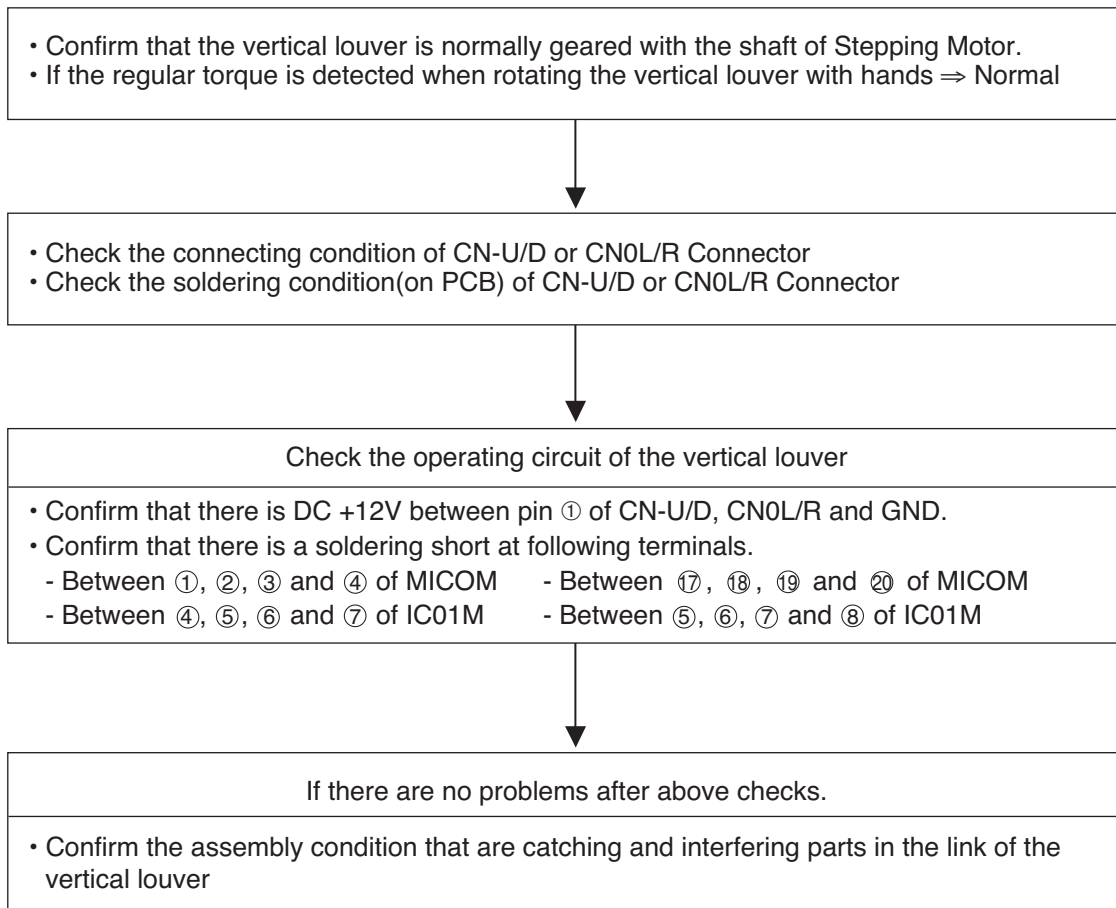 • Confirm that the vertical louver is normally geared with the shaft of Stepping Motor.
• If the regular torque is detected when rotating the vertical louver with hands ⇒ Normal
• Check the connecting condition of CN-U/D or CN0L/R Connector
• Check the soldering condition(on PCB) of CN-U/D or CN0L/R Connector
Check the operating circuit of the vertical louver
• Confirm that there is DC +12V between pin ① of CN-U/D, CN0L/R and GND.
• Confirm that there is a soldering short at following terminals.
- Between ①, ②, ③ and ④ of MICOM - Between ⑰, ⑱, ⑲ and ⑳ of MICOM
- Between ④, ⑤, ⑥ and ⑦ of IC01M - Between ⑤, ⑥, ⑦ and ⑧ of IC01M
If there are no problems after above checks.
• Confirm the assembly condition that are catching and interfering parts in the link of the
vertical louver